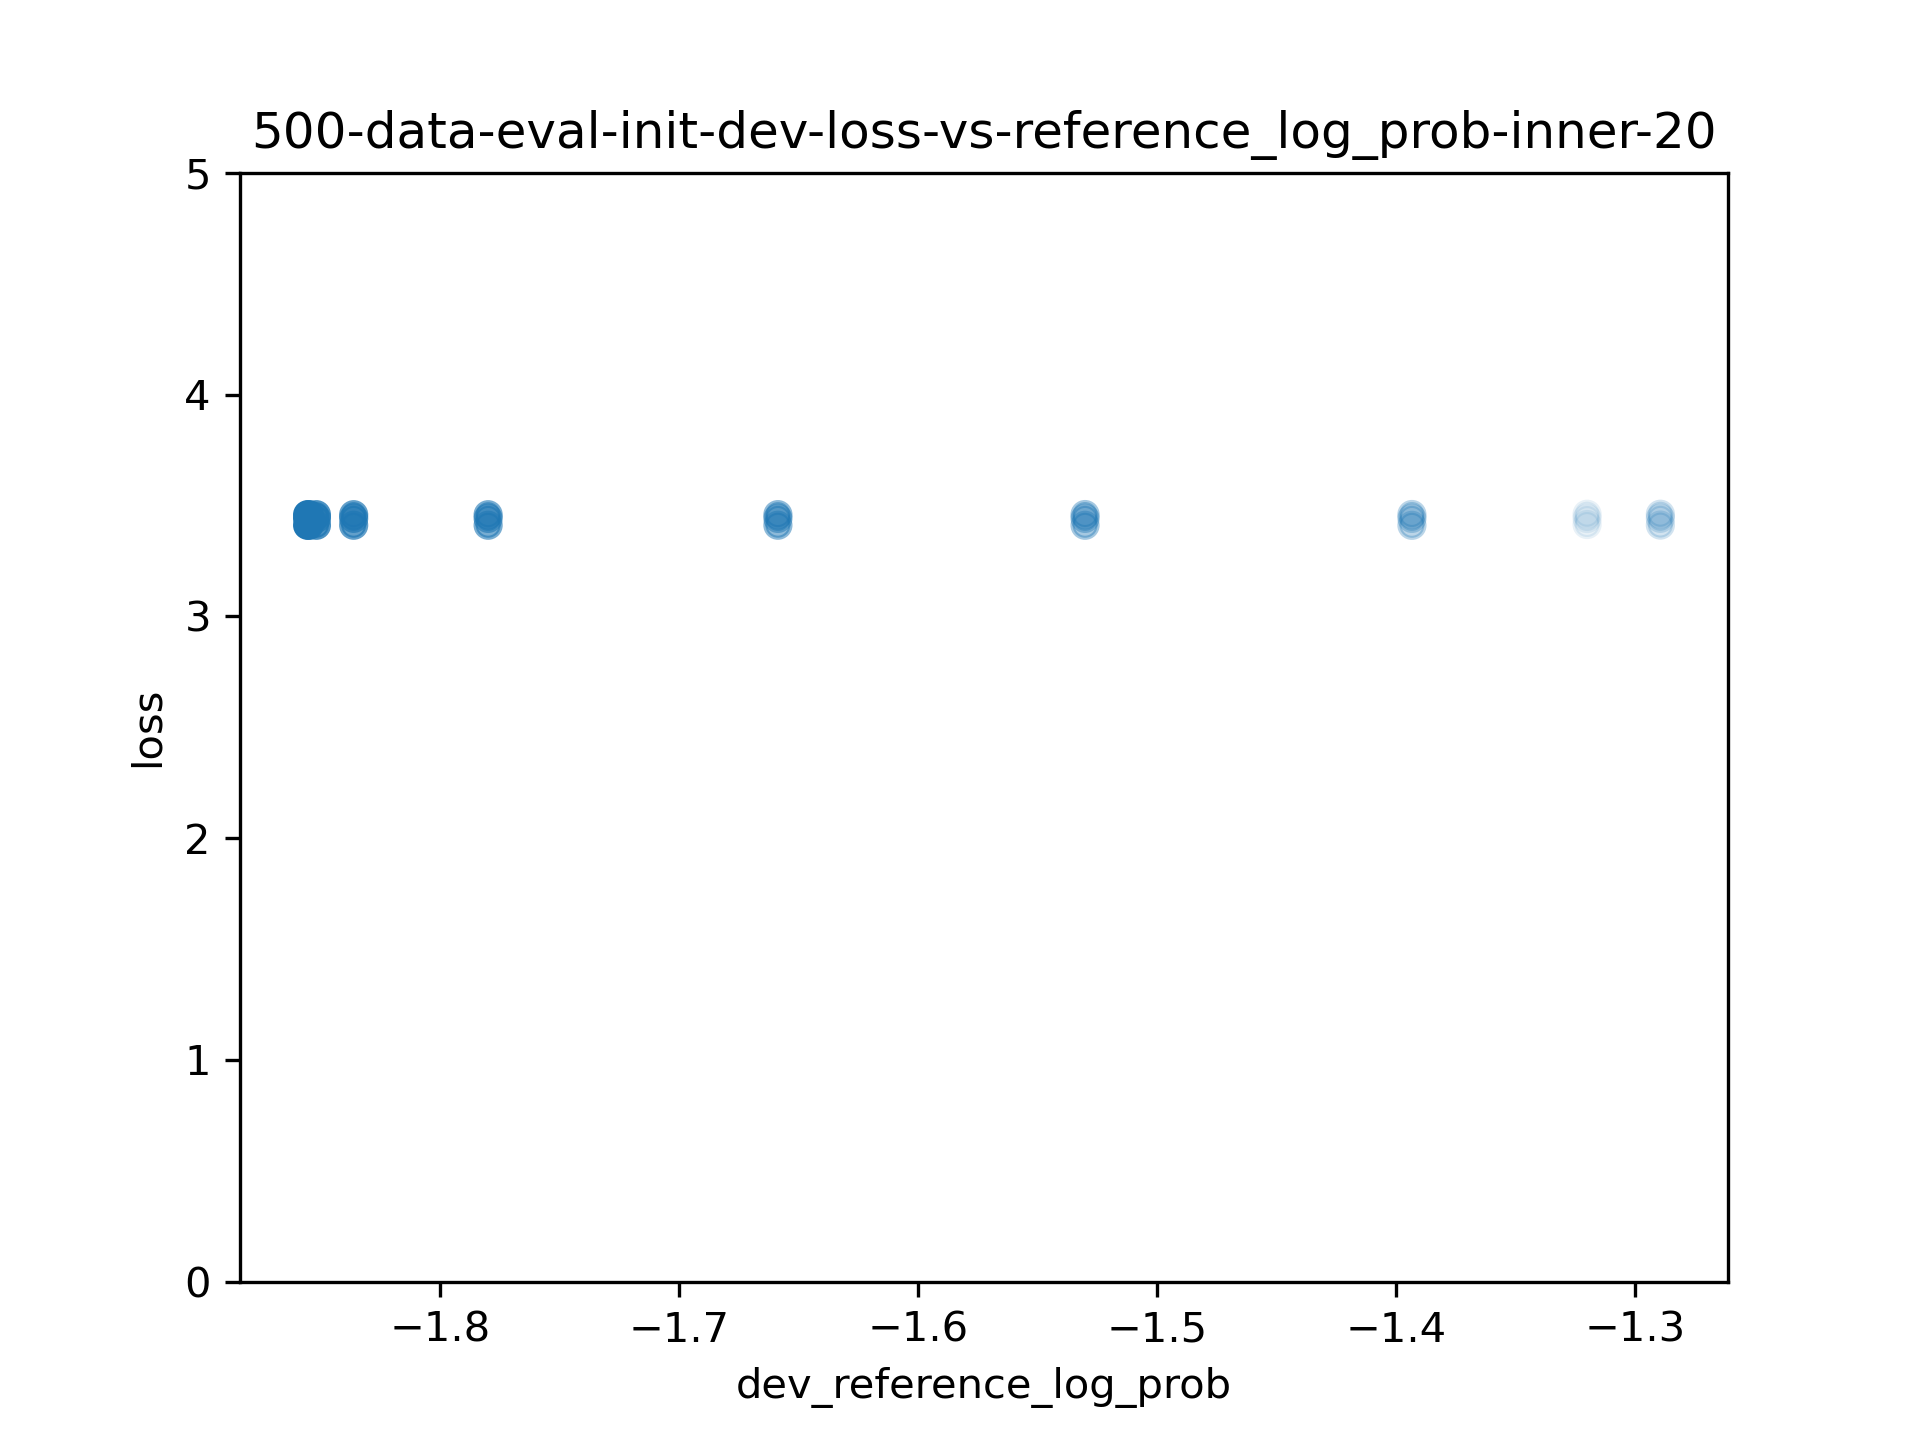 500-data-eval-init-dev-loss-vs-reference_log_prob-inner-20
5
4
3
2
1
0
loss
−1.8 −1.7 −1.6 −1.5 −1.4 −1.3
dev_reference_log_prob